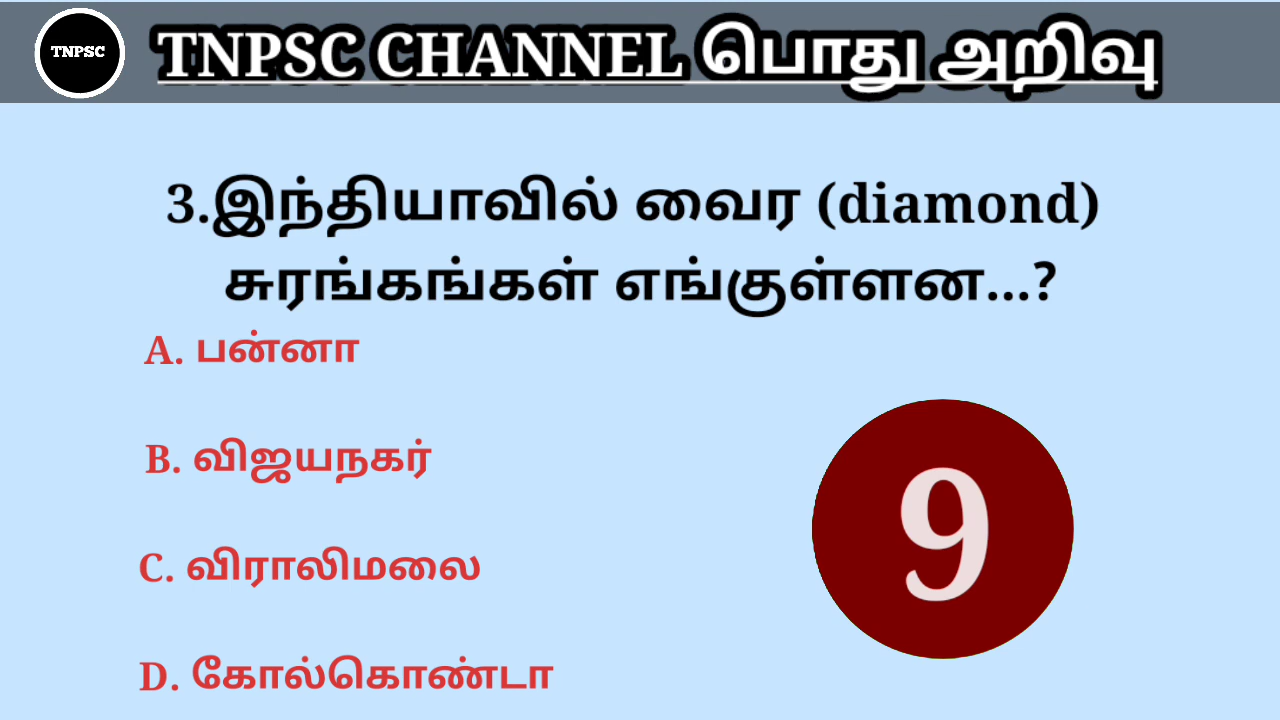 TNPSC
TNPSC CHANNEL பொது அறிவு
3.இந்தியாவில் வைர (diamond)
சுரங்கங்கள் எங்குள்ளன...?
A. பன்னா
B. விஜயநகர்
C. விராலிமலை
D. கோல்கொண்டா
9